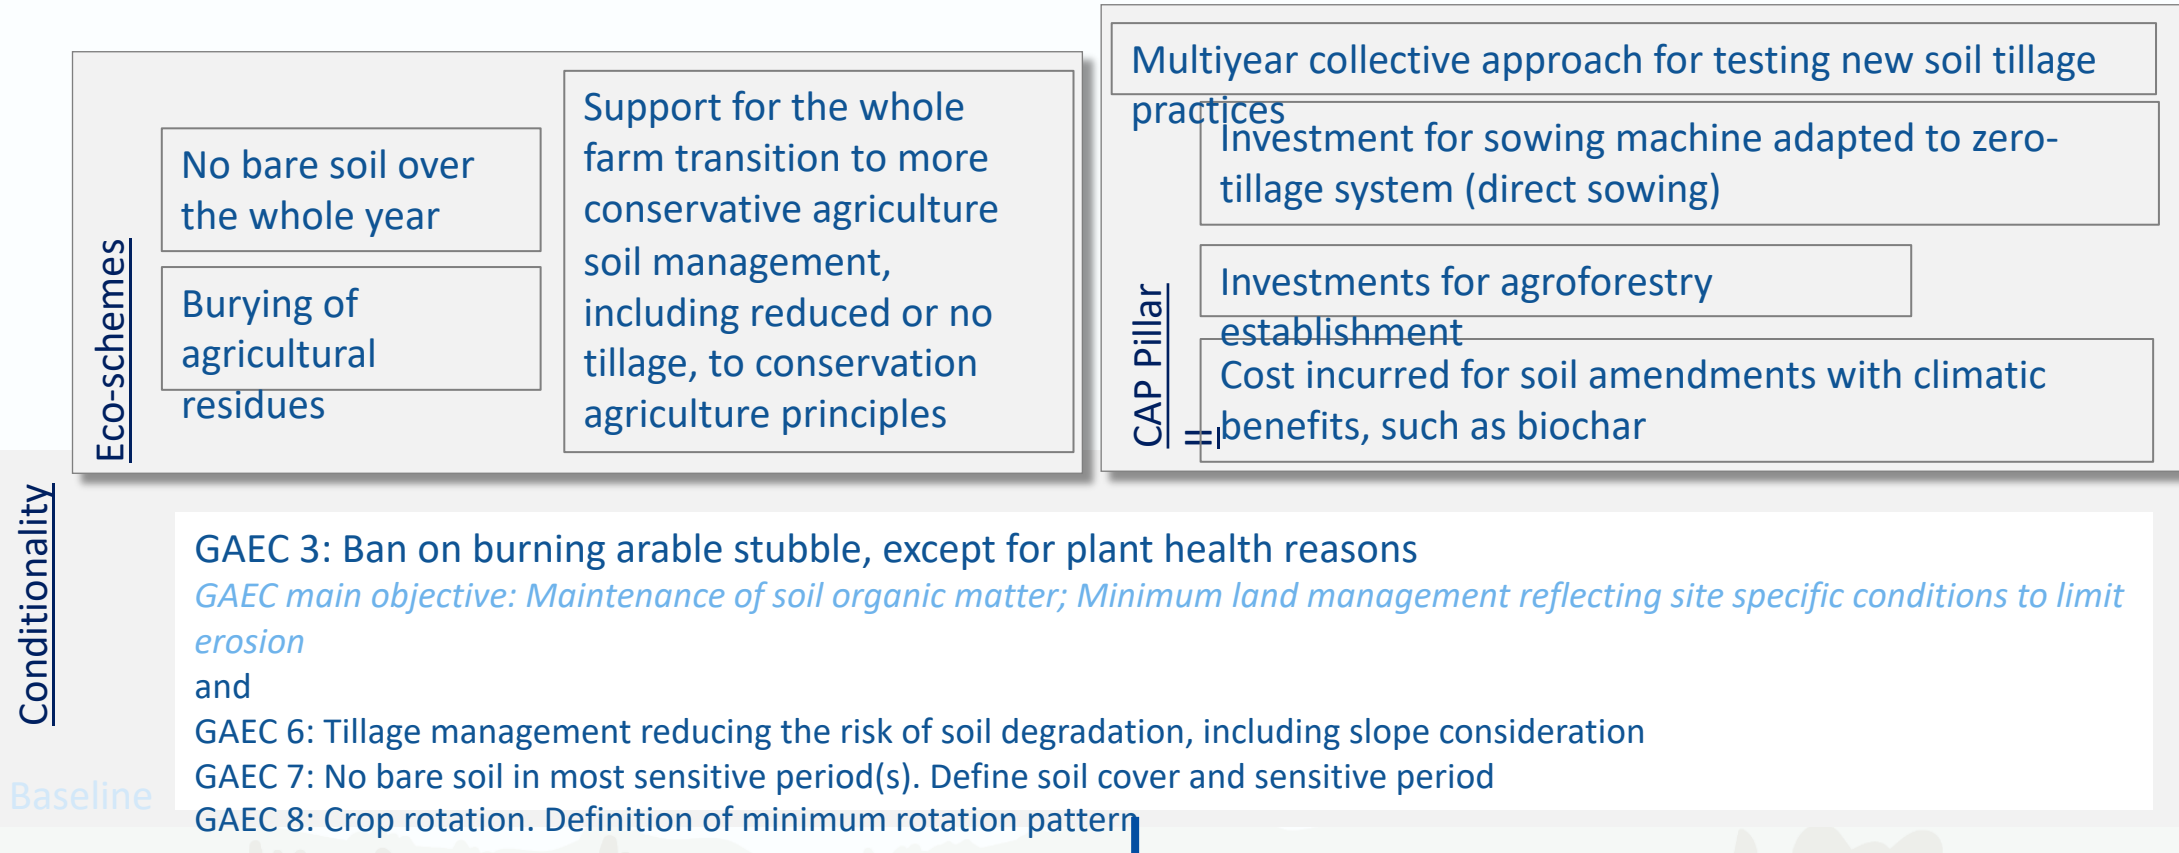 Eco-schemes
No bare soil over
the whole year
Burying of
agricultural
residues
Support for the whole
farm transition to more
conservative agriculture
soil management,
including reduced or no
tillage, to conservation
agriculture principles
CAP Pillar
II
Multiyear collective approach for testing new soil tillage
practices
Investment for sowing machine adapted to zero-
tillage system (direct sowing)
Investments for agroforestry
establishment
Cost incurred for soil amendments with climatic
benefits, such as biochar
Conditionality
Baseline
GAEC 3: Ban on burning arable stubble, except for plant health reasons
GAEC main objective: Maintenance of soil organic matter; Minimum land management reflecting site specific conditions to limit
erosion
and
GAEC 6: Tillage management reducing the risk of soil degradation, including slope consideration
GAEC 7: No bare soil in most sensitive period(s). Define soil cover and sensitive period
GAEC 8: Crop rotation. Definition of minimum rotation pattern